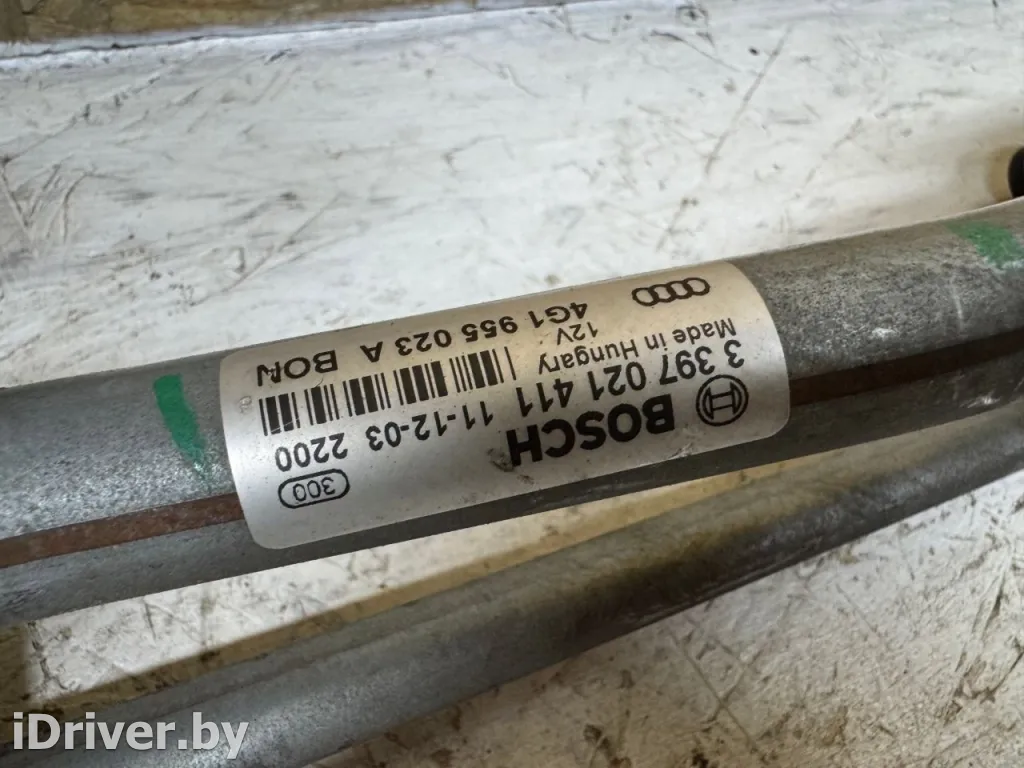 BOSCH
3 397 021 411 11-12-03 2200
300
Made in Hungary
12V
4G1 955 023 A BON
iDriver.by